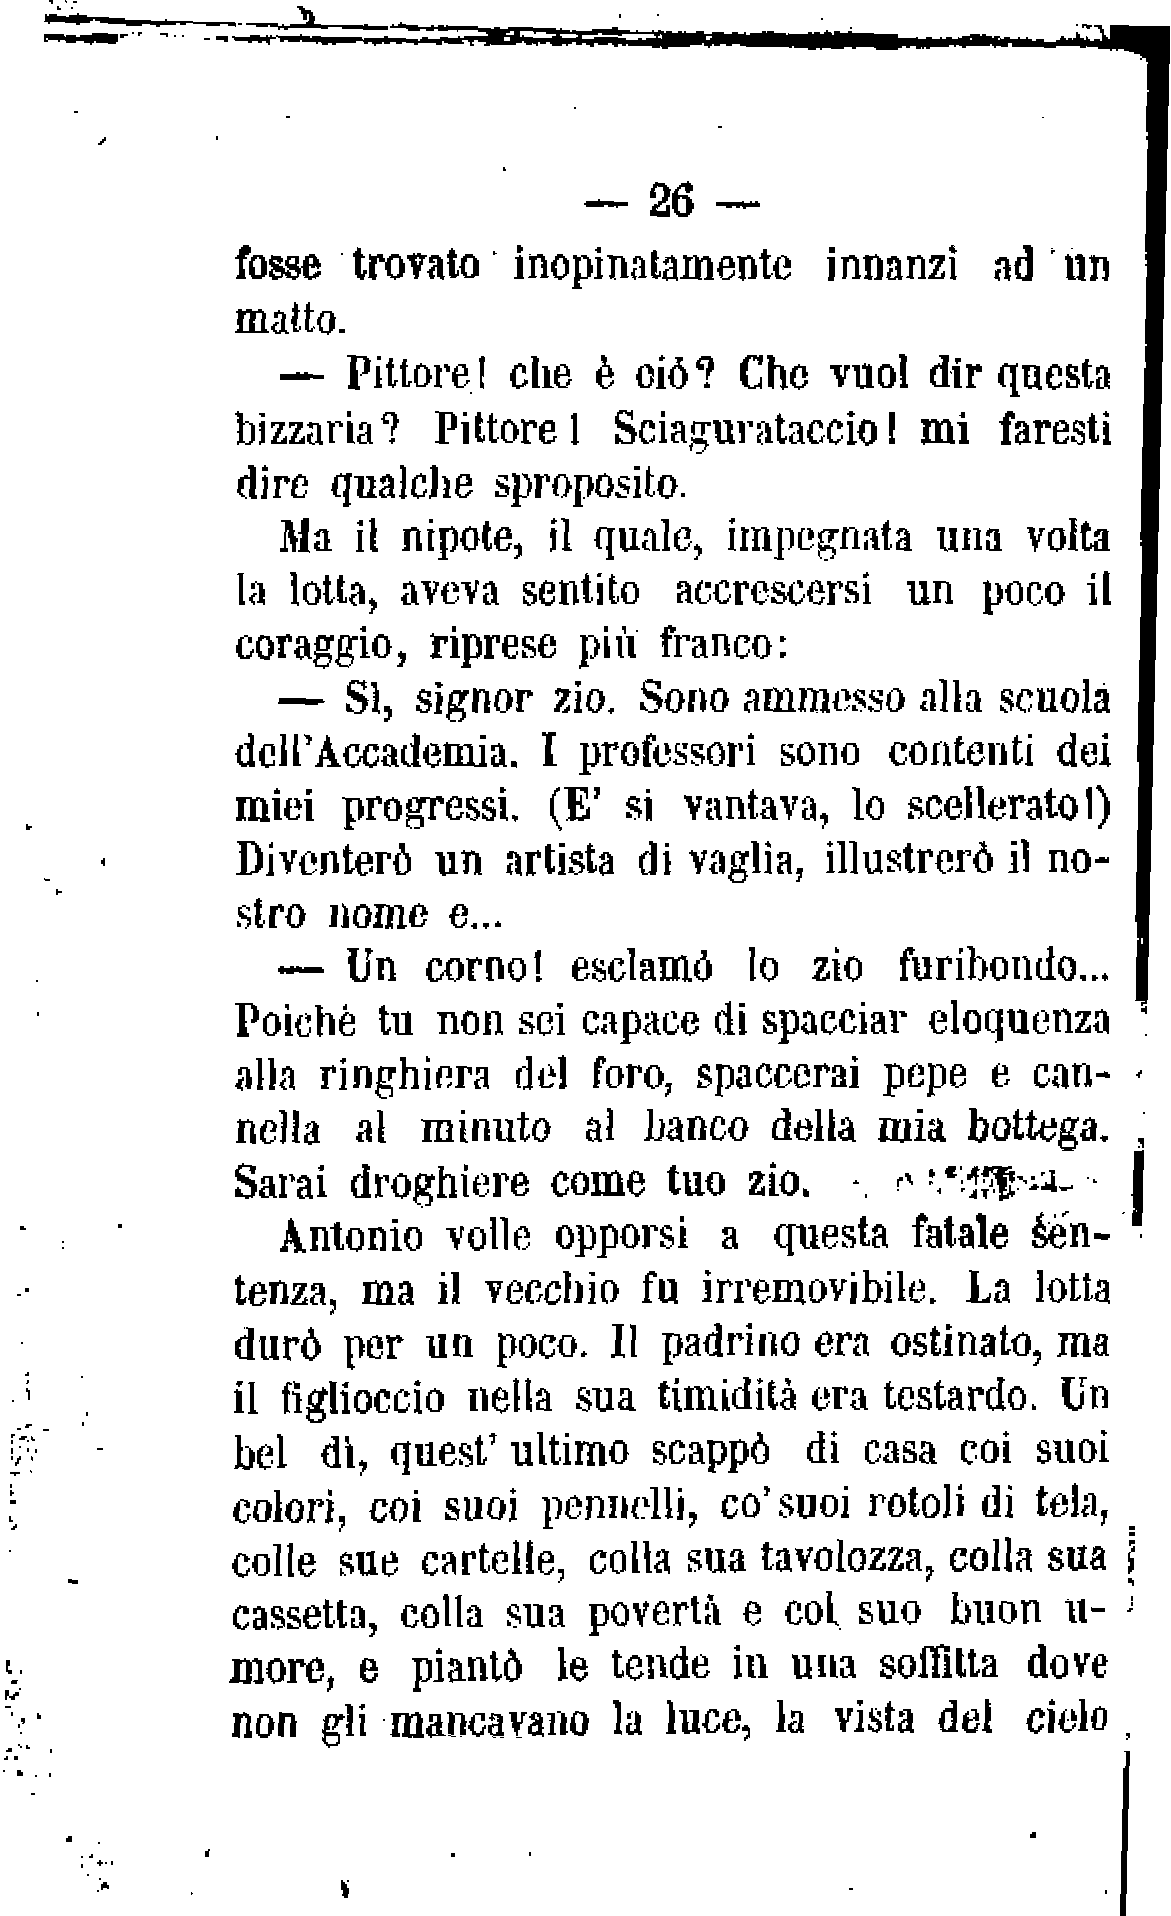 — 26 —
fosse trovato inopinatamente innanzi ad un
matto.
— Pittore! che è ciò? Che vuol dir questa
bizzaria? Pittore! Sciagurataccio! mi faresti
dire qualche sproposito.
Ma il nipote, il quale, impegnata una volta
la lotta, aveva sentito accrescersi un poco il
coraggio, riprese più franco:
— Sì, signor zio. Sono ammesso alla scuola
dell'Accademia. I professori sono contenti dei
miei progressi. (E' si vantava, lo scellerato!)
Diventerò un artista di vaglia, illustrerò il no-
stro nome e...
— Un corno! esclamò lo zio furibondo...
Poichè tu non sei capace di spacciar eloquenza
alla ringhiera del foro, spaccerai pepe e can-
nella al minuto al banco della mia bottega.
Sarai droghiere come tuo zio.
Antonio volle opporsi a questa fatale sen-
tenza, ma il vecchio fu irremovibile. La lotta
durò per un poco. Il padrino era ostinato, ma
il figlioccio nella sua timidità era testardo. Un
bel dì, quest' ultimo scappò di casa coi suoi
colori, coi suoi pennelli, co' suoi rotoli di tela,
colle sue cartelle, colla sua tavolozza, colla sua
cassetta, colla sua povertà e col suo buon u-
more, e piantò le tende in una soffitta dove
non gli mancavano la luce, la vista del cielo